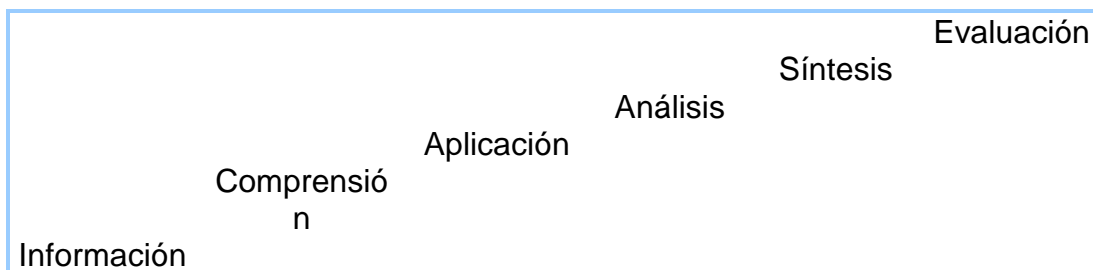 Evaluación
Síntesis
Análisis
Aplicación
Comprensió
n
Información